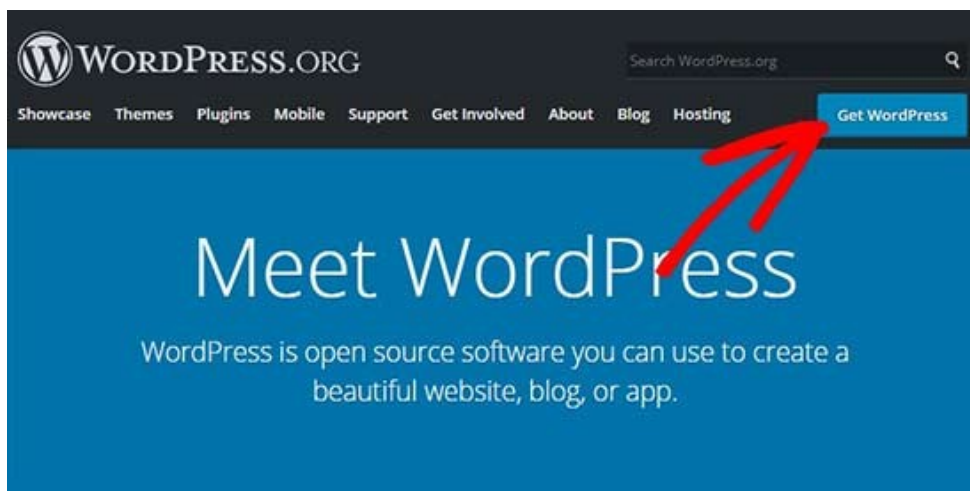 WORDPRESS.ORG
Search WordPress.org
Showcase Themes Plugins Mobile Support Get Involved About Blog Hosting Get WordPress
Meet WordPress
WordPress is open source software you can use to create a
beautiful website, blog, or app.